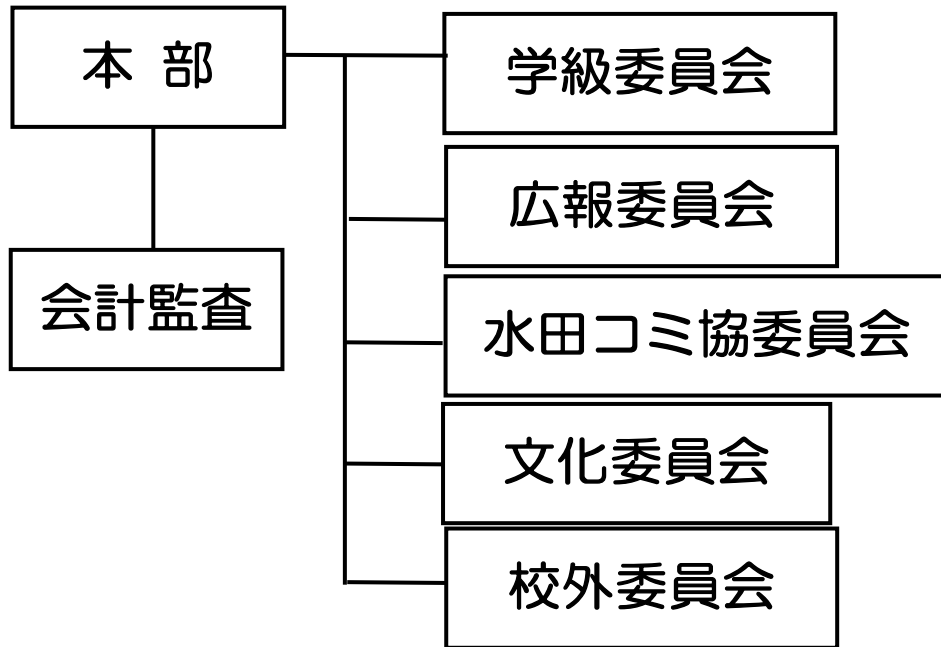 本 部
会計監査
学級委員会
広報委員会
水田コミ協委員会
文化委員会
校外委員会